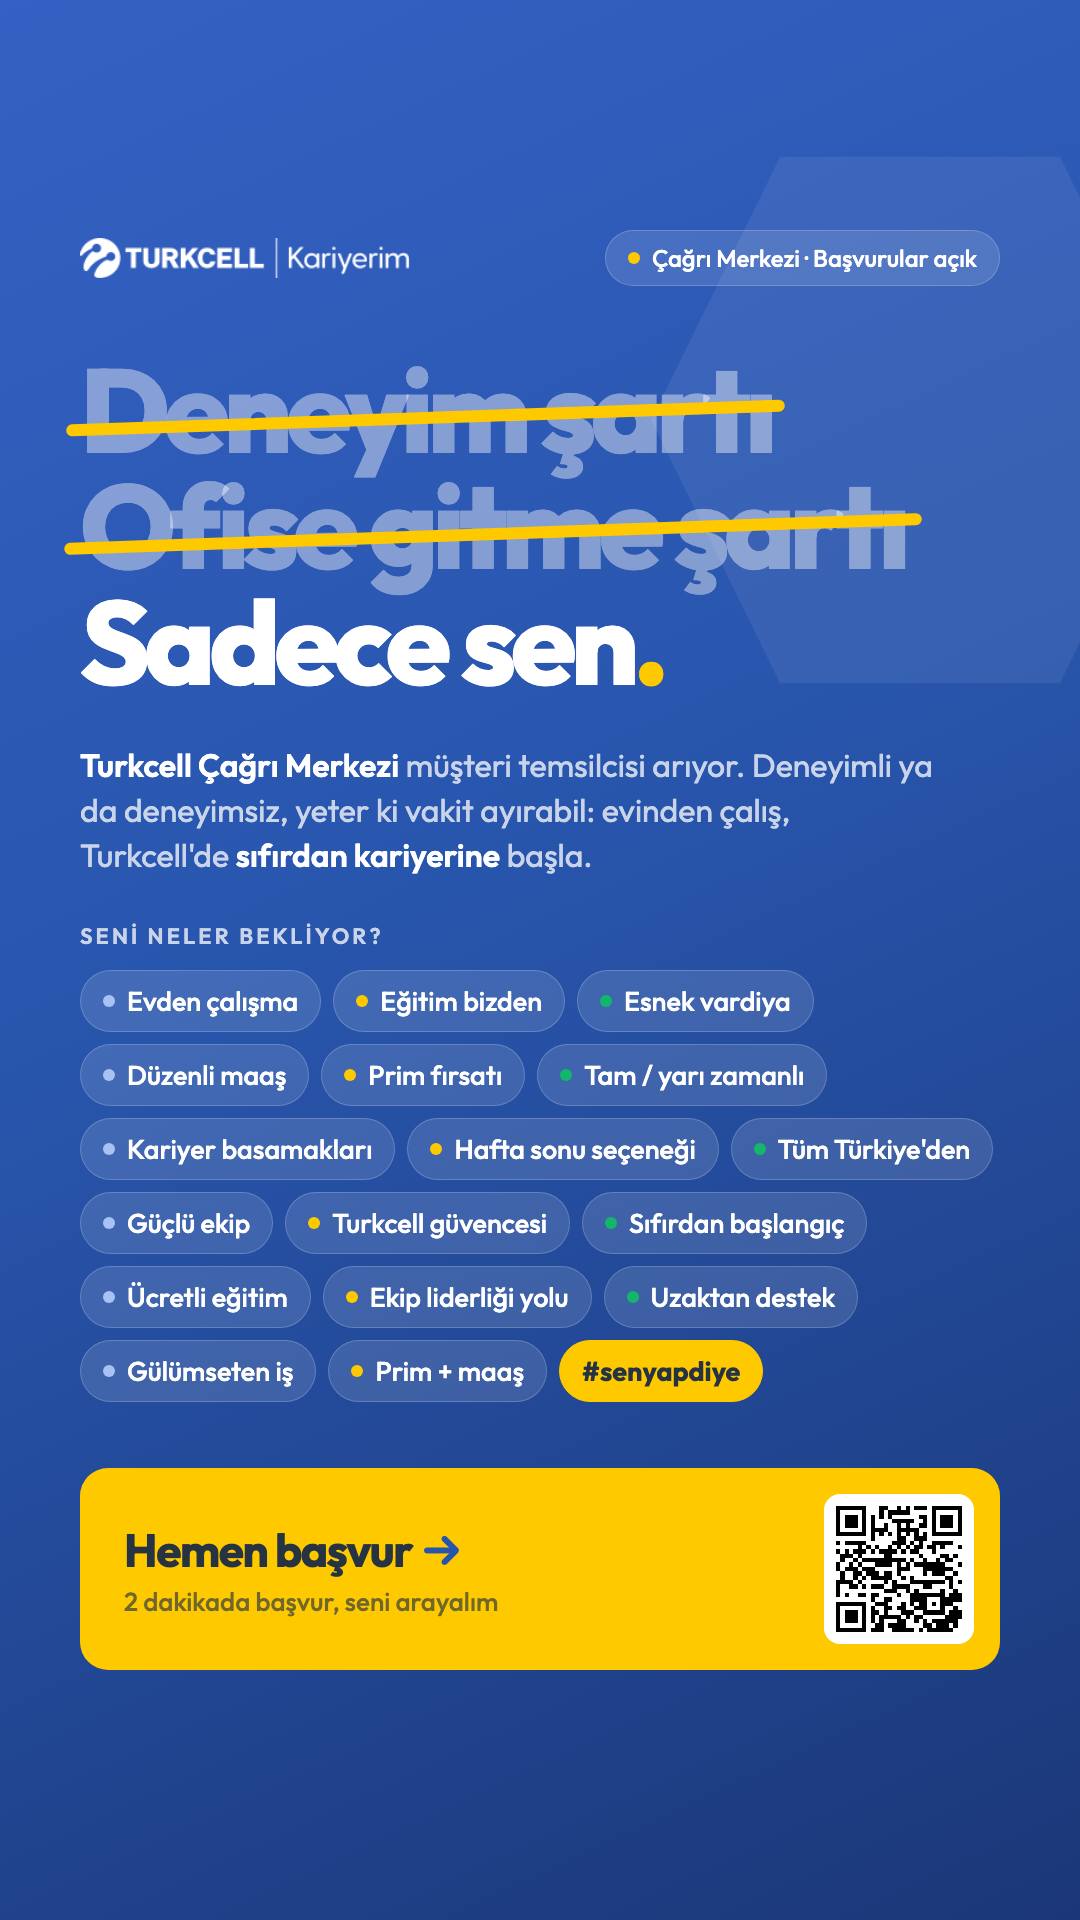 TURKCELL | Kariyerim
Çağrı Merkezi · Başvurular açık
Deneyim şartı
Ofise gitme şartı
Sadece sen.
Turkcell Çağrı Merkezi müşteri temsilcisi arıyor. Deneyimli ya
da deneyimsiz, yeter ki vakit ayırabil: evinden çalış,
Turkcell'de sıfırdan kariyerine başla.
SENİ NELER BEKLİYOR?
Evden çalışma
Eğitim bizden
Esnek vardiya
Düzenli maaş
Prim fırsatı
Tam / yarı zamanlı
Kariyer basamakları
Hafta sonu seçeneği
Tüm Türkiye'den
Güçlü ekip
Turkcell güvencesi
Sıfırdan başlangıç
Ücretli eğitim
Ekip liderliği yolu
Uzaktan destek
Gülümseten iş
Prim + maaş
#senyapdiye
Hemen başvur →
2 dakikada başvur, seni arayalım